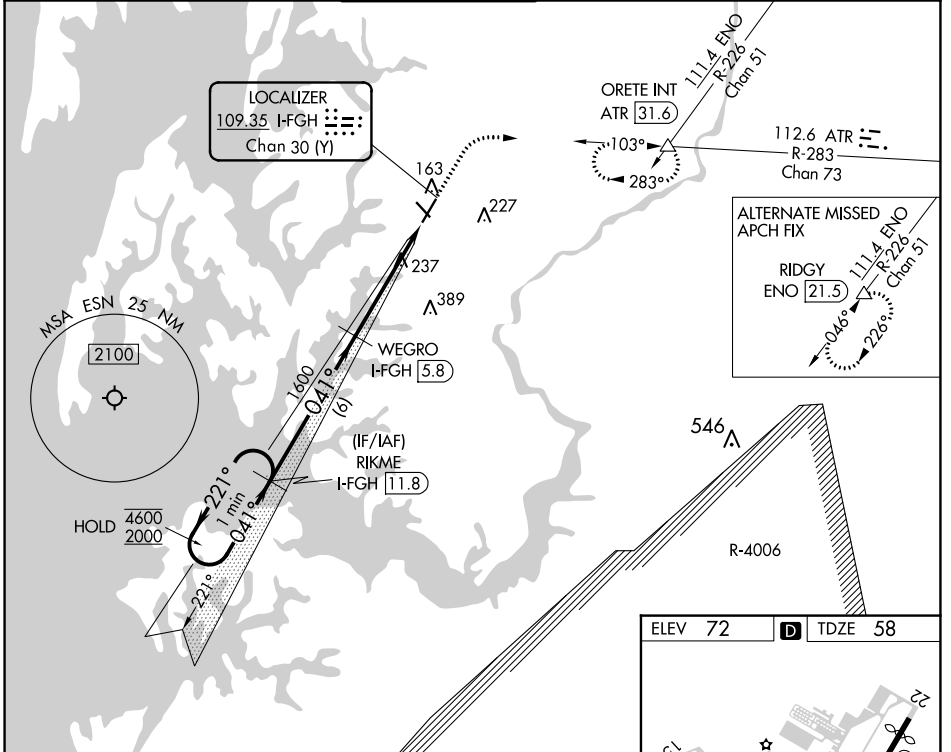 LOCALIZER
109.35 I-FGH
Chan 30 (Y)
163
227
237
389
ORETE INT
ATR 31.6
111.4 ENO
R-226
Chan 51
103°
283°
112.6 ATR
R-283
Chan 73
ALTERNATE MISSED
APCH FIX
RIDGY
ENO 21.5
111.4 ENO
R-226
Chan 51
046°
226°
MSA ESN 25 NM
2100
WEGRO
I-FGH 5.8
1600
041°
(6)
(IF/IAF)
RIKME
I-FGH 11.8
221°
1 min
041°
HOLD 4600
2000
221°
546
R-4006
ELEV 72 D TDZE 58
22